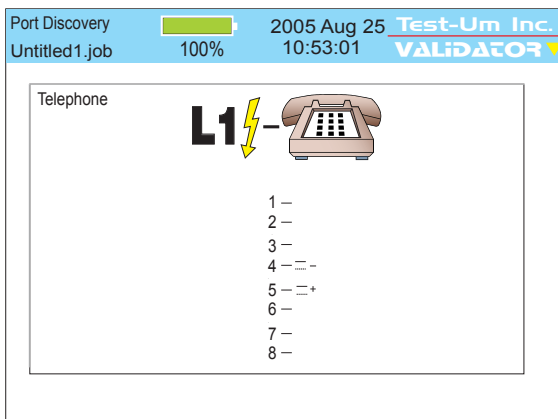 Port Discovery
2005 Aug 25
Test-Um Inc.
Untitled1.job
100%
10:53:01
VALiDATOR
Telephone
L1
1 –
2 –
3 –
4 – –
5 – +
6 –
7 –
8 –